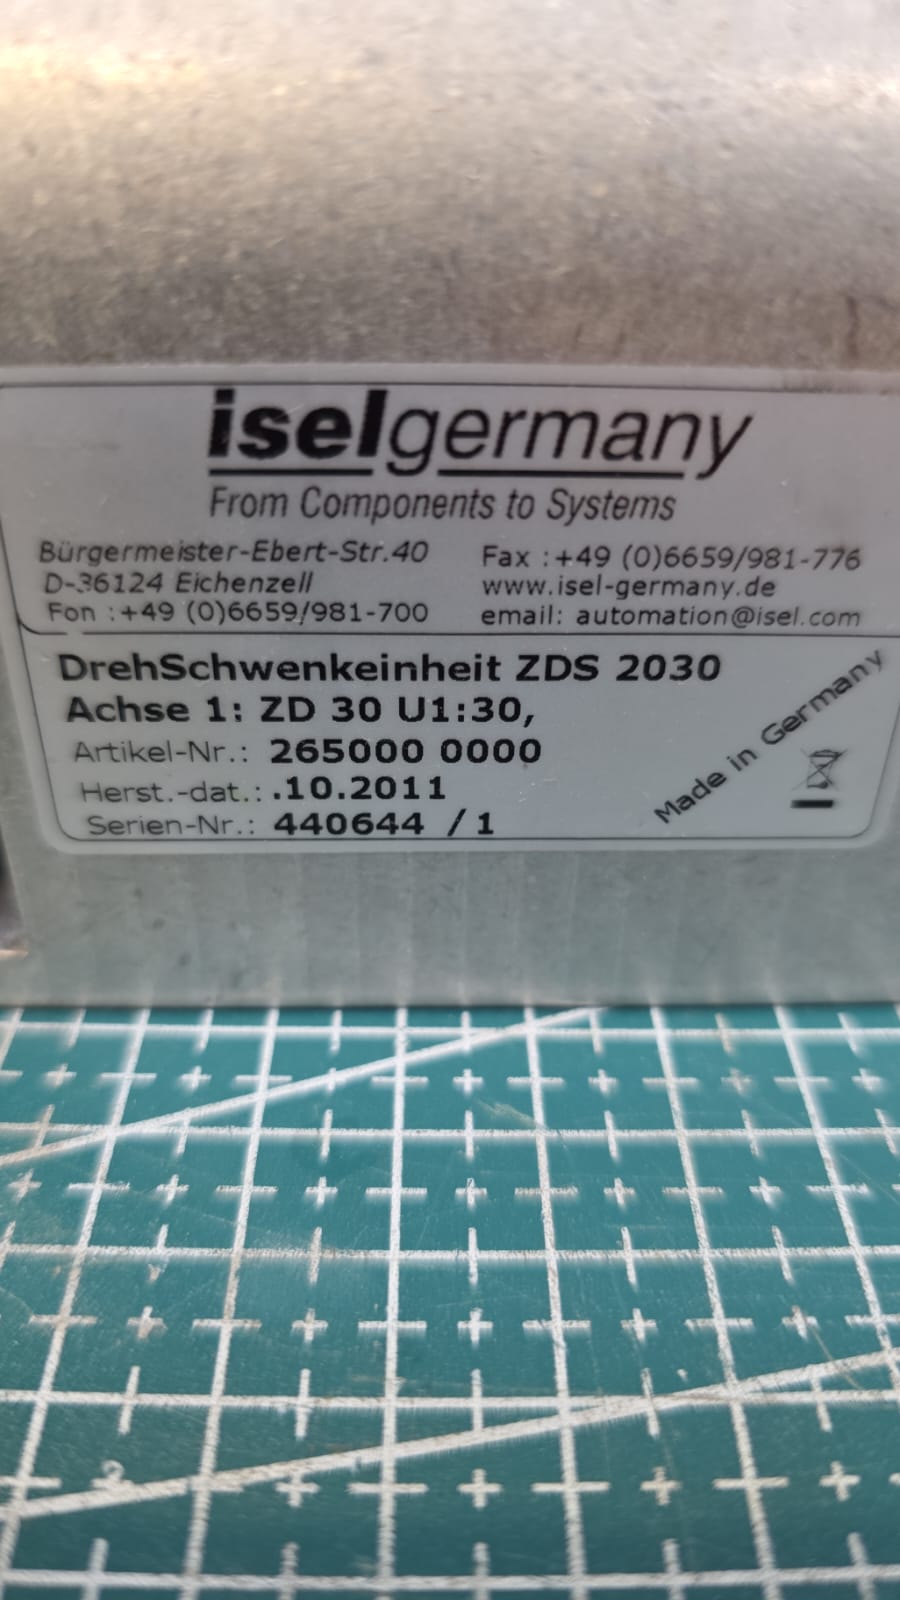 iselgermany
From Components to Systems
Bürgermeister-Ebert-Str.40
D-36124 Eichenzell
Fon :+49 (0)6659/981-700
Fax :+49 (0)6659/981-776
www.isel-germany.de
email: automation@isel.com
DrehSchwenkeinheit ZDS 2030
Achse 1: ZD 30 U1:30,
Artikel-Nr.: 265000 0000
Herst.-dat.: .10.2011
Serien-Nr.: 440644 / 1
Made in Germany